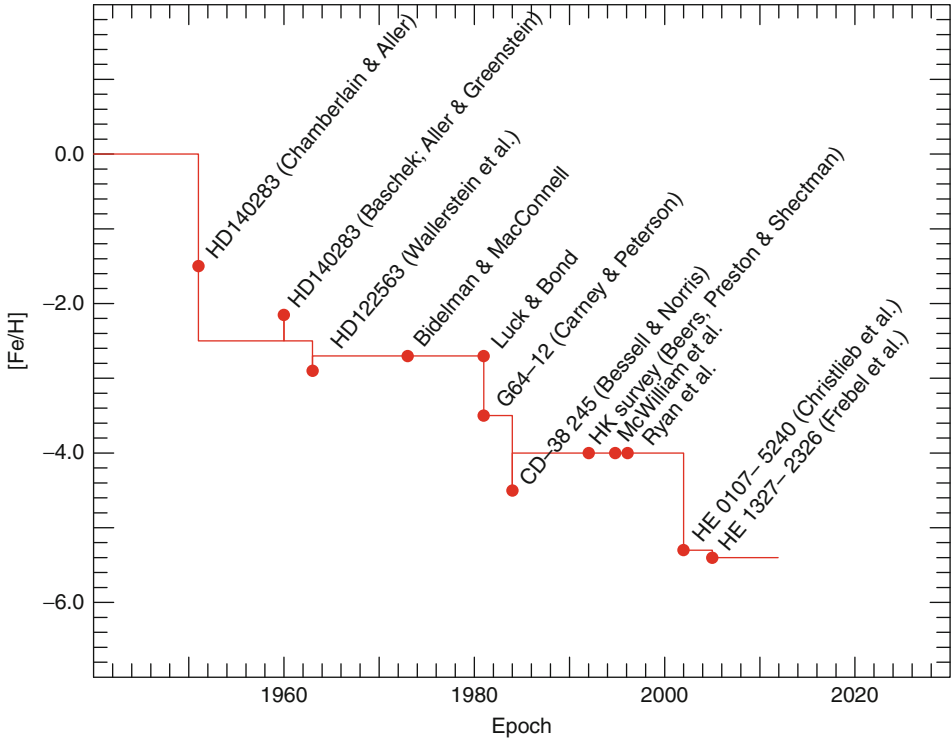 HD140283 (Chamberlain & Aller)
HD140283 (Baschek; Aller & Greenstein)
HD122563 (Wallerstein et al.)
Bidelman & MacConnell
Luck & Bond
G64–12 (Carney & Peterson)
CD–38 245 (Bessell & Norris)
HK survey (Beers, Preston & Shectman)
McWilliam et al.
Ryan et al.
HE 0107– 5240 (Christlieb et al.)
HE 1327– 2326 (Frebel et al.)
[Fe/H]
0.0
–2.0
–4.0
–6.0
1960
1980
2000
2020
Epoch